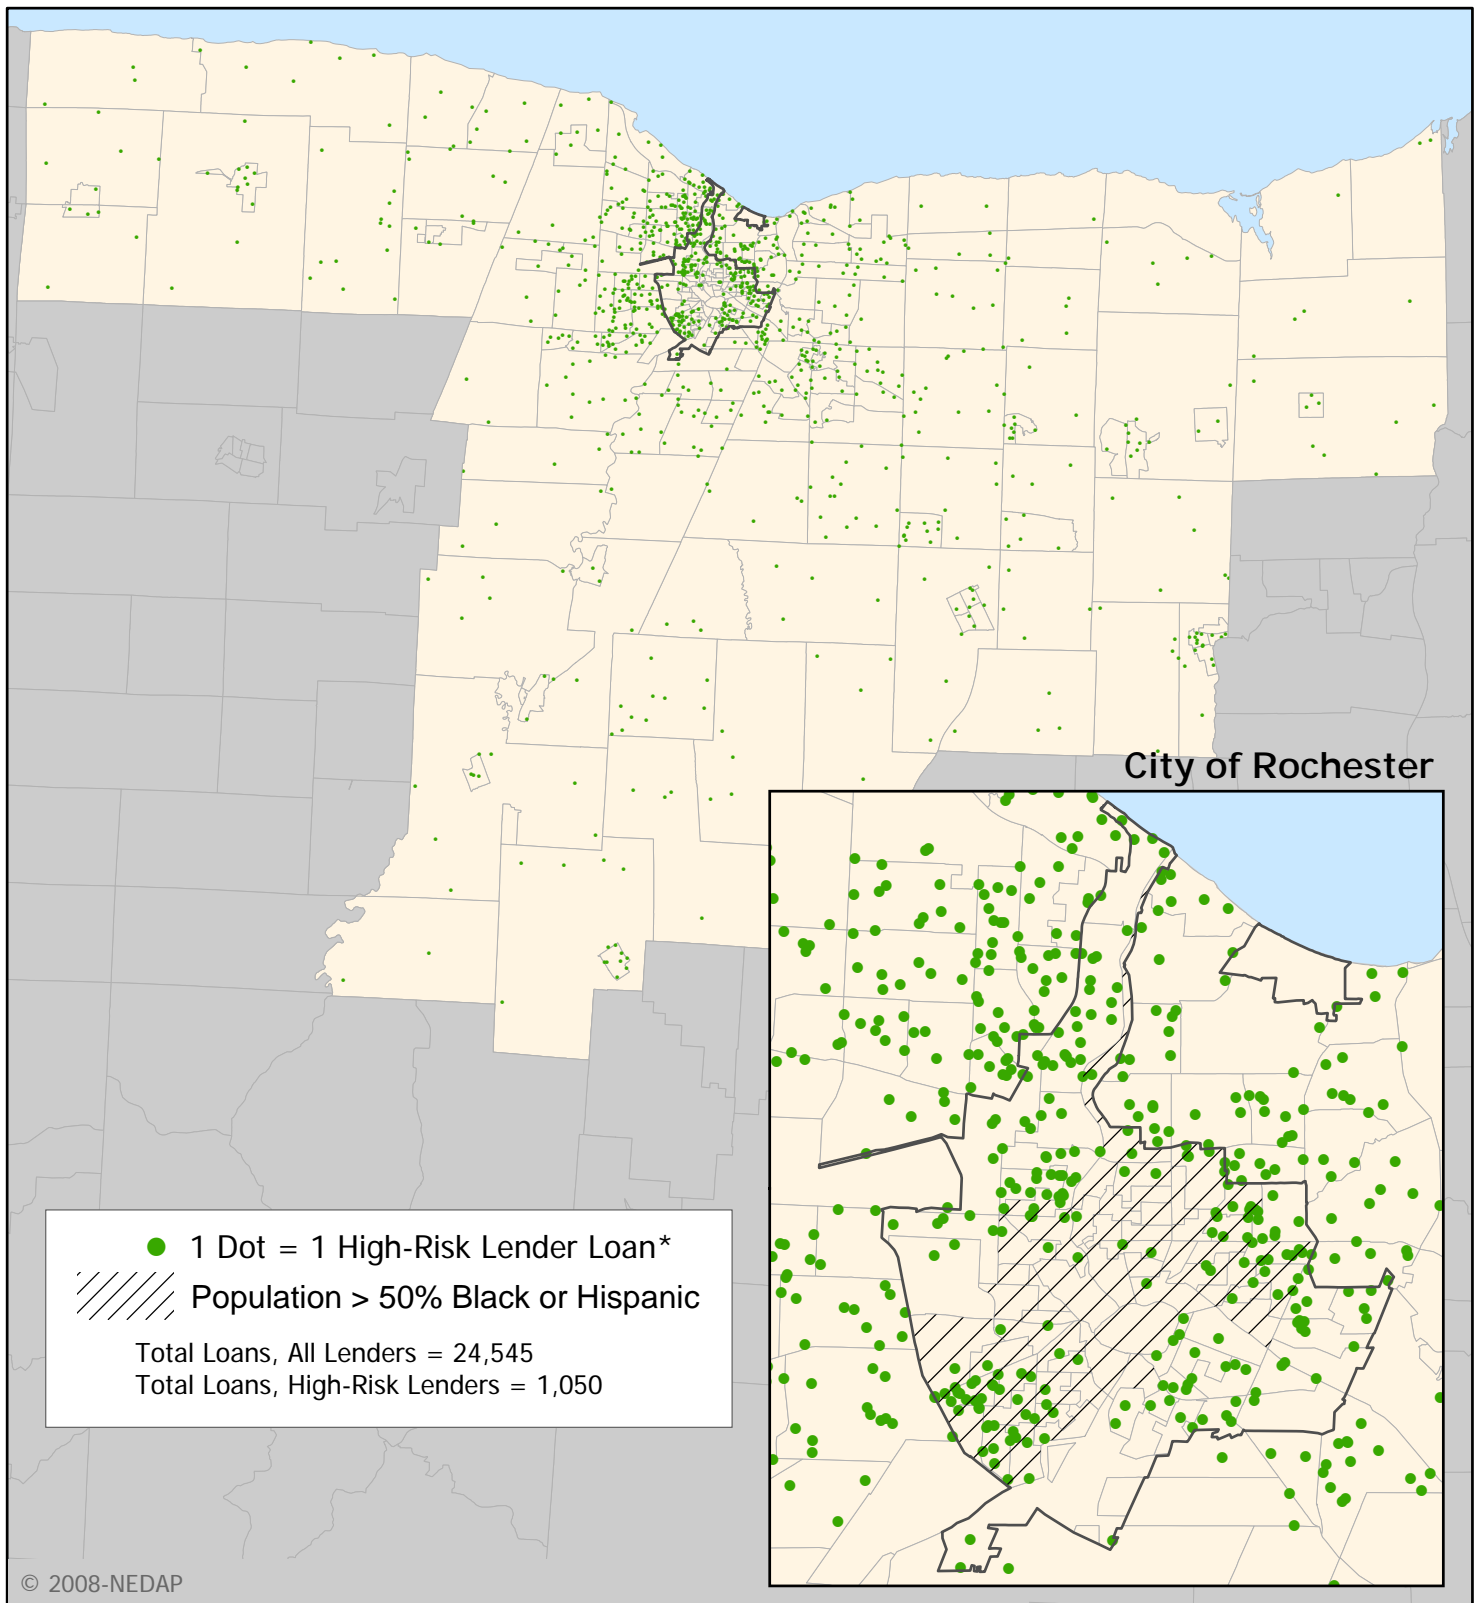 City of Rochester
1 Dot = 1 High-Risk Lender Loan*
Population > 50% Black or Hispanic
Total Loans, All Lenders = 24,545
Total Loans, High-Risk Lenders = 1,050
© 2008-NEDAP